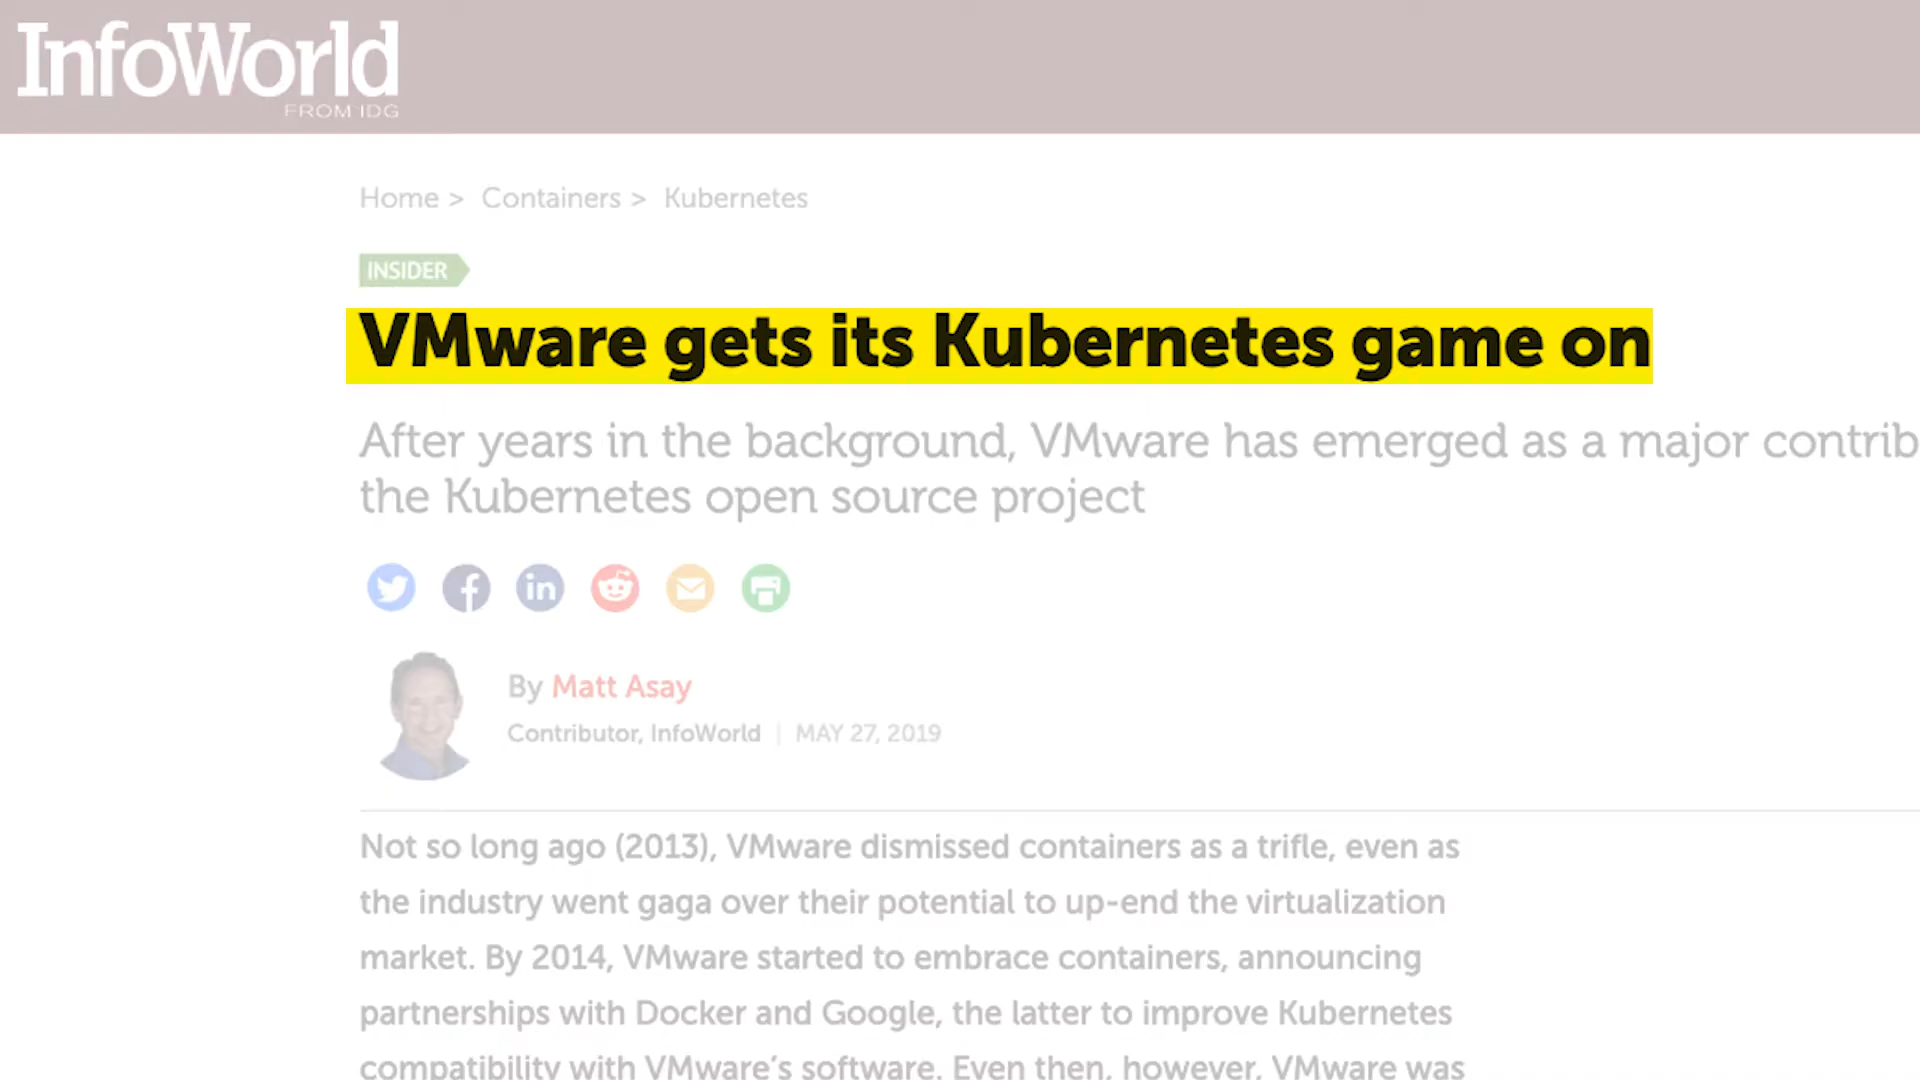 InfoWorld
FROM IDG
Home > Containers > Kubernetes
INSIDER
VMware gets its Kubernetes game on
After years in the background, VMware has emerged as a major contrib
the Kubernetes open source project
By Matt Asay
Contributor, InfoWorld | MAY 27, 2019
Not so long ago (2013), VMware dismissed containers as a trifle, even as
the industry went gaga over their potential to up-end the virtualization
market. By 2014, VMware started to embrace containers, announcing
partnerships with Docker and Google, the latter to improve Kubernetes
compatibility with VMware's software. Even then, however, VMware was